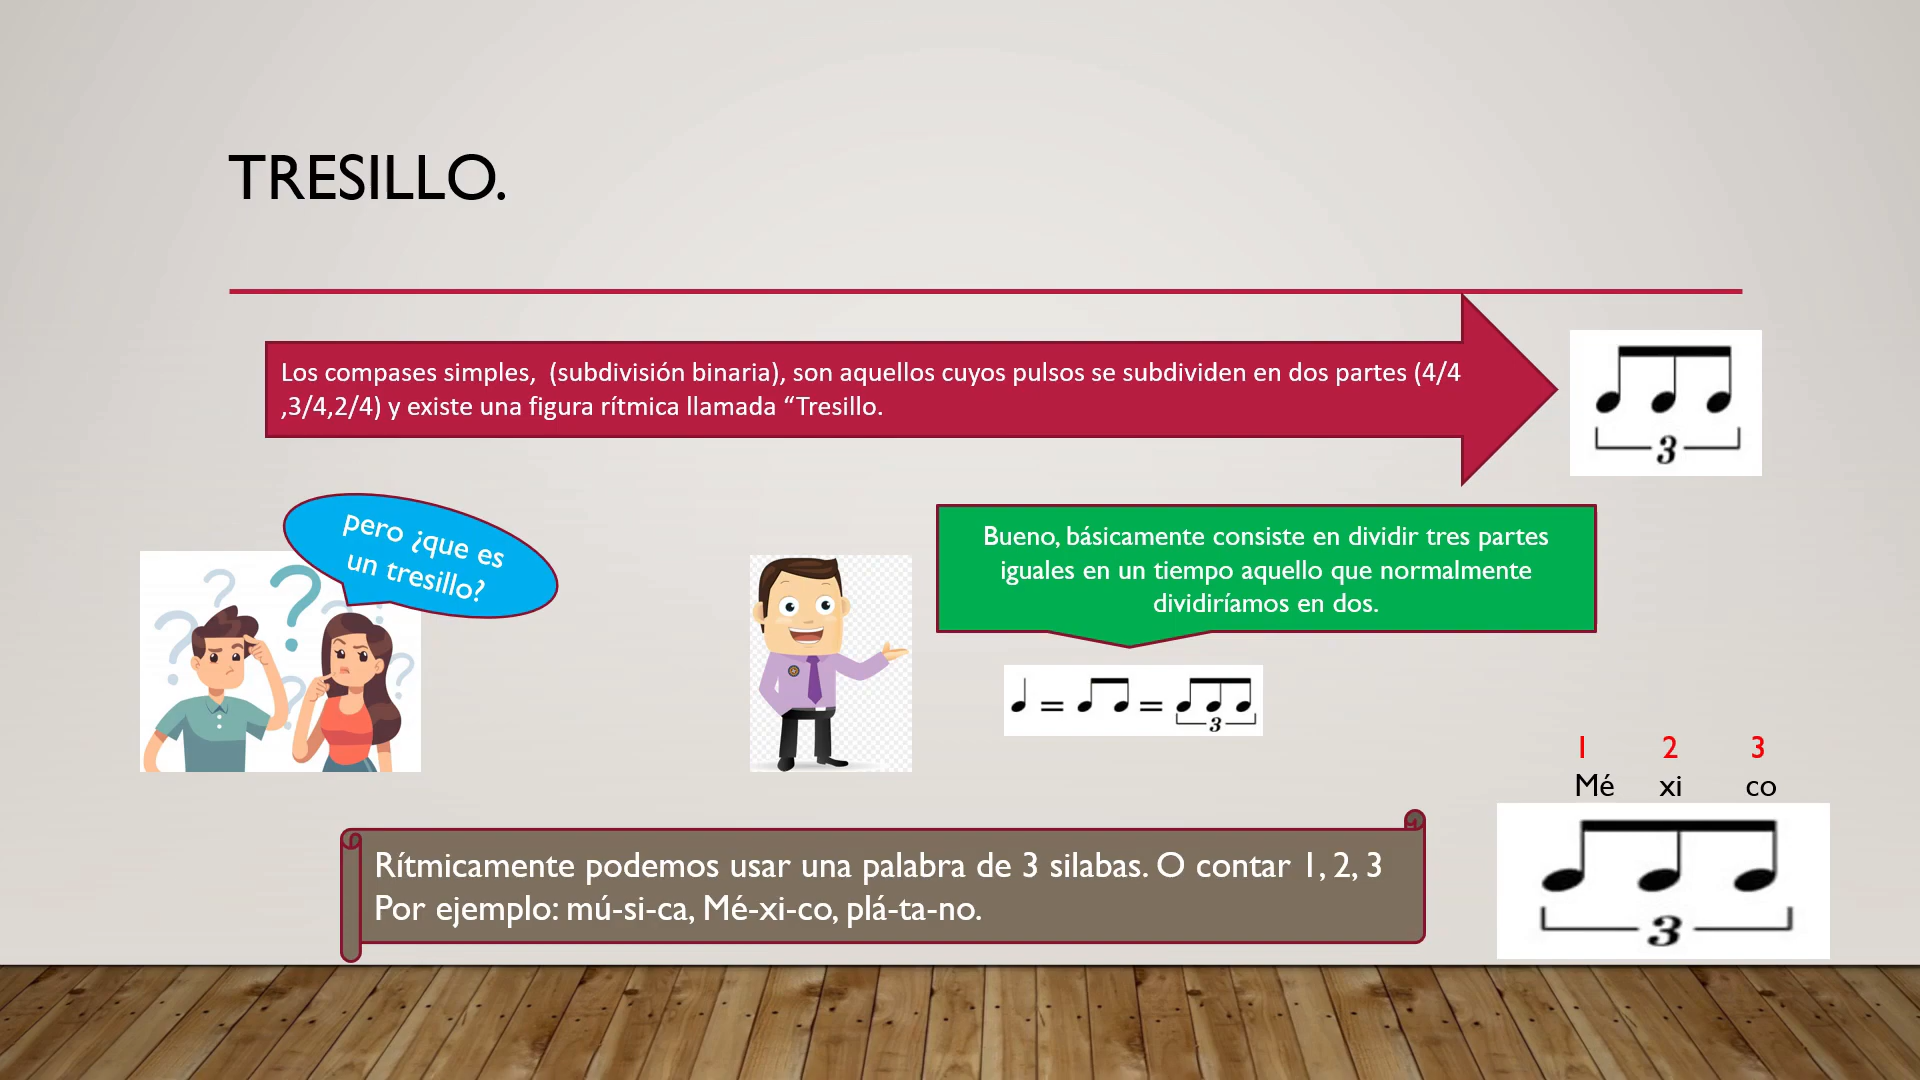 TRESILLO.
Los compases simples,  (subdivisión binaria), son aquellos cuyos pulsos se subdividen en dos partes (4/4
,3/4,2/4) y existe una figura rítmica llamada “Tresillo.
3
pero ¿que es
un tresillo?
Bueno, básicamente consiste en dividir tres partes
iguales en un tiempo aquello que normalmente
dividiríamos en dos.
= = 3
1 2 3
Mé xi co
3
Rítmicamente podemos usar una palabra de 3 silabas. O contar 1, 2, 3
Por ejemplo: mú-si-ca, Mé-xi-co, plá-ta-no.